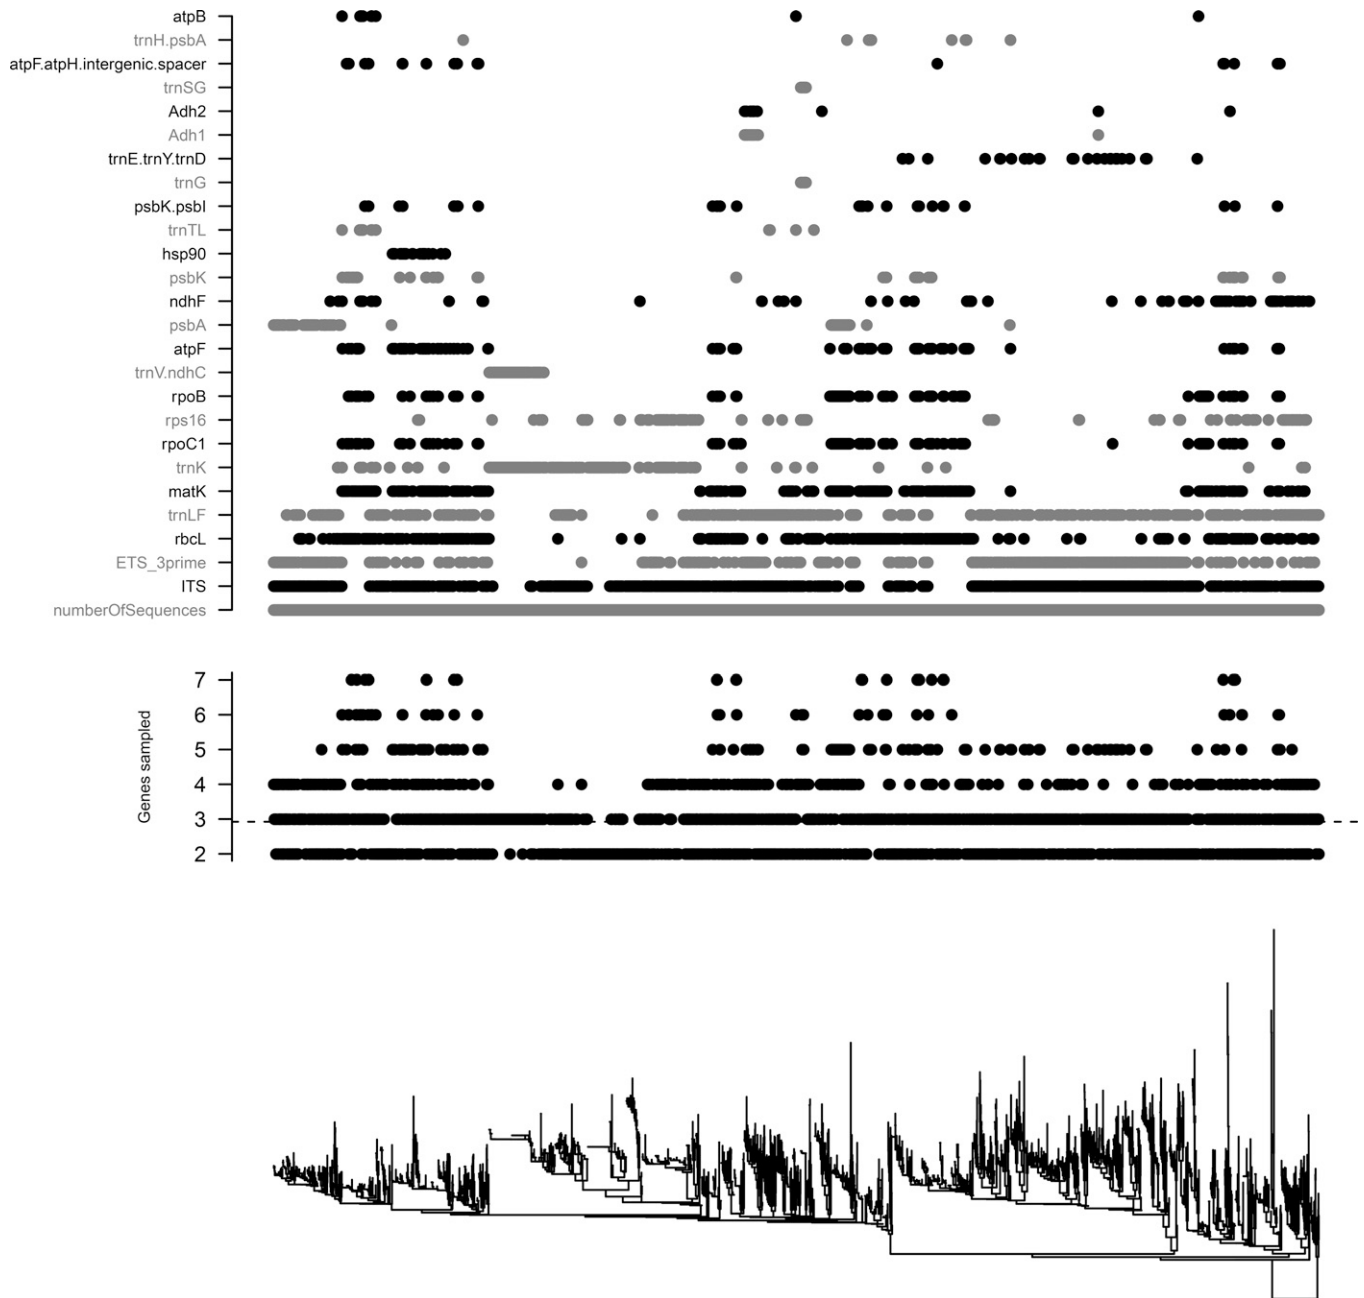 atpB
trnH.psbA
atpF.atpH.intergenic.spacer
trnSG
Adh2
Adh1
trnE.trnY.trnD
trnG
psbK.psbI
trnTL
hsp90
psbK
ndhF
psbA
atpF
trnV.ndhC
rpoB
rps16
rpoC1
trnK
matK
trnLF
rbcL
ETS_3prime
ITS
numberOfSequences
Genes sampled
7
6
5
4
3
2